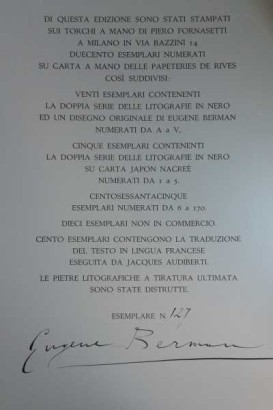 DI QUESTA EDIZIONE SONO STATI STAMPATI
SUI TORCHI A MANO DI PIERO FORNASETTI
A MILANO IN VIA BAZZINI 14
DUECENTO ESEMPLARI NUMERATI
SU CARTA A MANO DELLE PAPETERIES DE RIVES
COSÌ SUDDIVISI:
VENTI ESEMPLARI CONTENENTI
LA DOPPIA SERIE DELLE LITOGRAFIE IN NERO
ED UN DISEGNO ORIGINALE DI EUGENE BERMAN
NUMERATI DA A a V.
CINQUE ESEMPLARI CONTENENTI
LA DOPPIA SERIE DELLE LITOGRAFIE IN NERO
SU CARTA JAPON NACREÉ
NUMERATI DA 1 a 5.
CENTOSESSANTACINQUE
ESEMPLARI NUMERATI DA 6 a 170.
DIECI ESEMPLARI NON IN COMMERCIO.
CENTO ESEMPLARI CONTENGONO LA TRADUZIONE
DEL TESTO IN LINGUA FRANCESE
ESEGUITA DA JACQUES AUDIBERTI.
LE PIETRE LITOGRAFICHE A TIRATURA ULTIMATA
SONO STATE DISTRUTTE.
ESEMPLARE N. 127
Eugene Berman